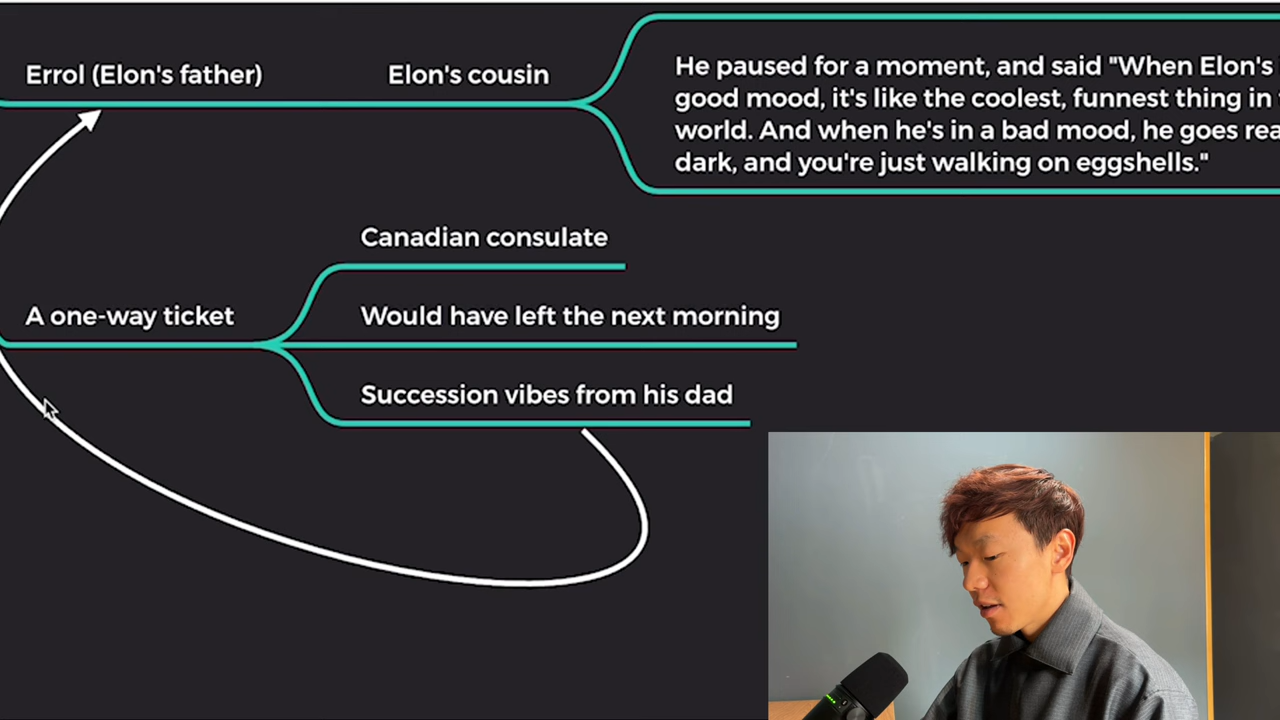 Errol (Elon's father)
Elon's cousin
He paused for a moment, and said "When Elon's
good mood, it's like the coolest, funnest thing in
world. And when he's in a bad mood, he goes
dark, and you're just walking on eggshells."
Canadian consulate
A one-way ticket
Would have left the next morning
Succession vibes from his dad